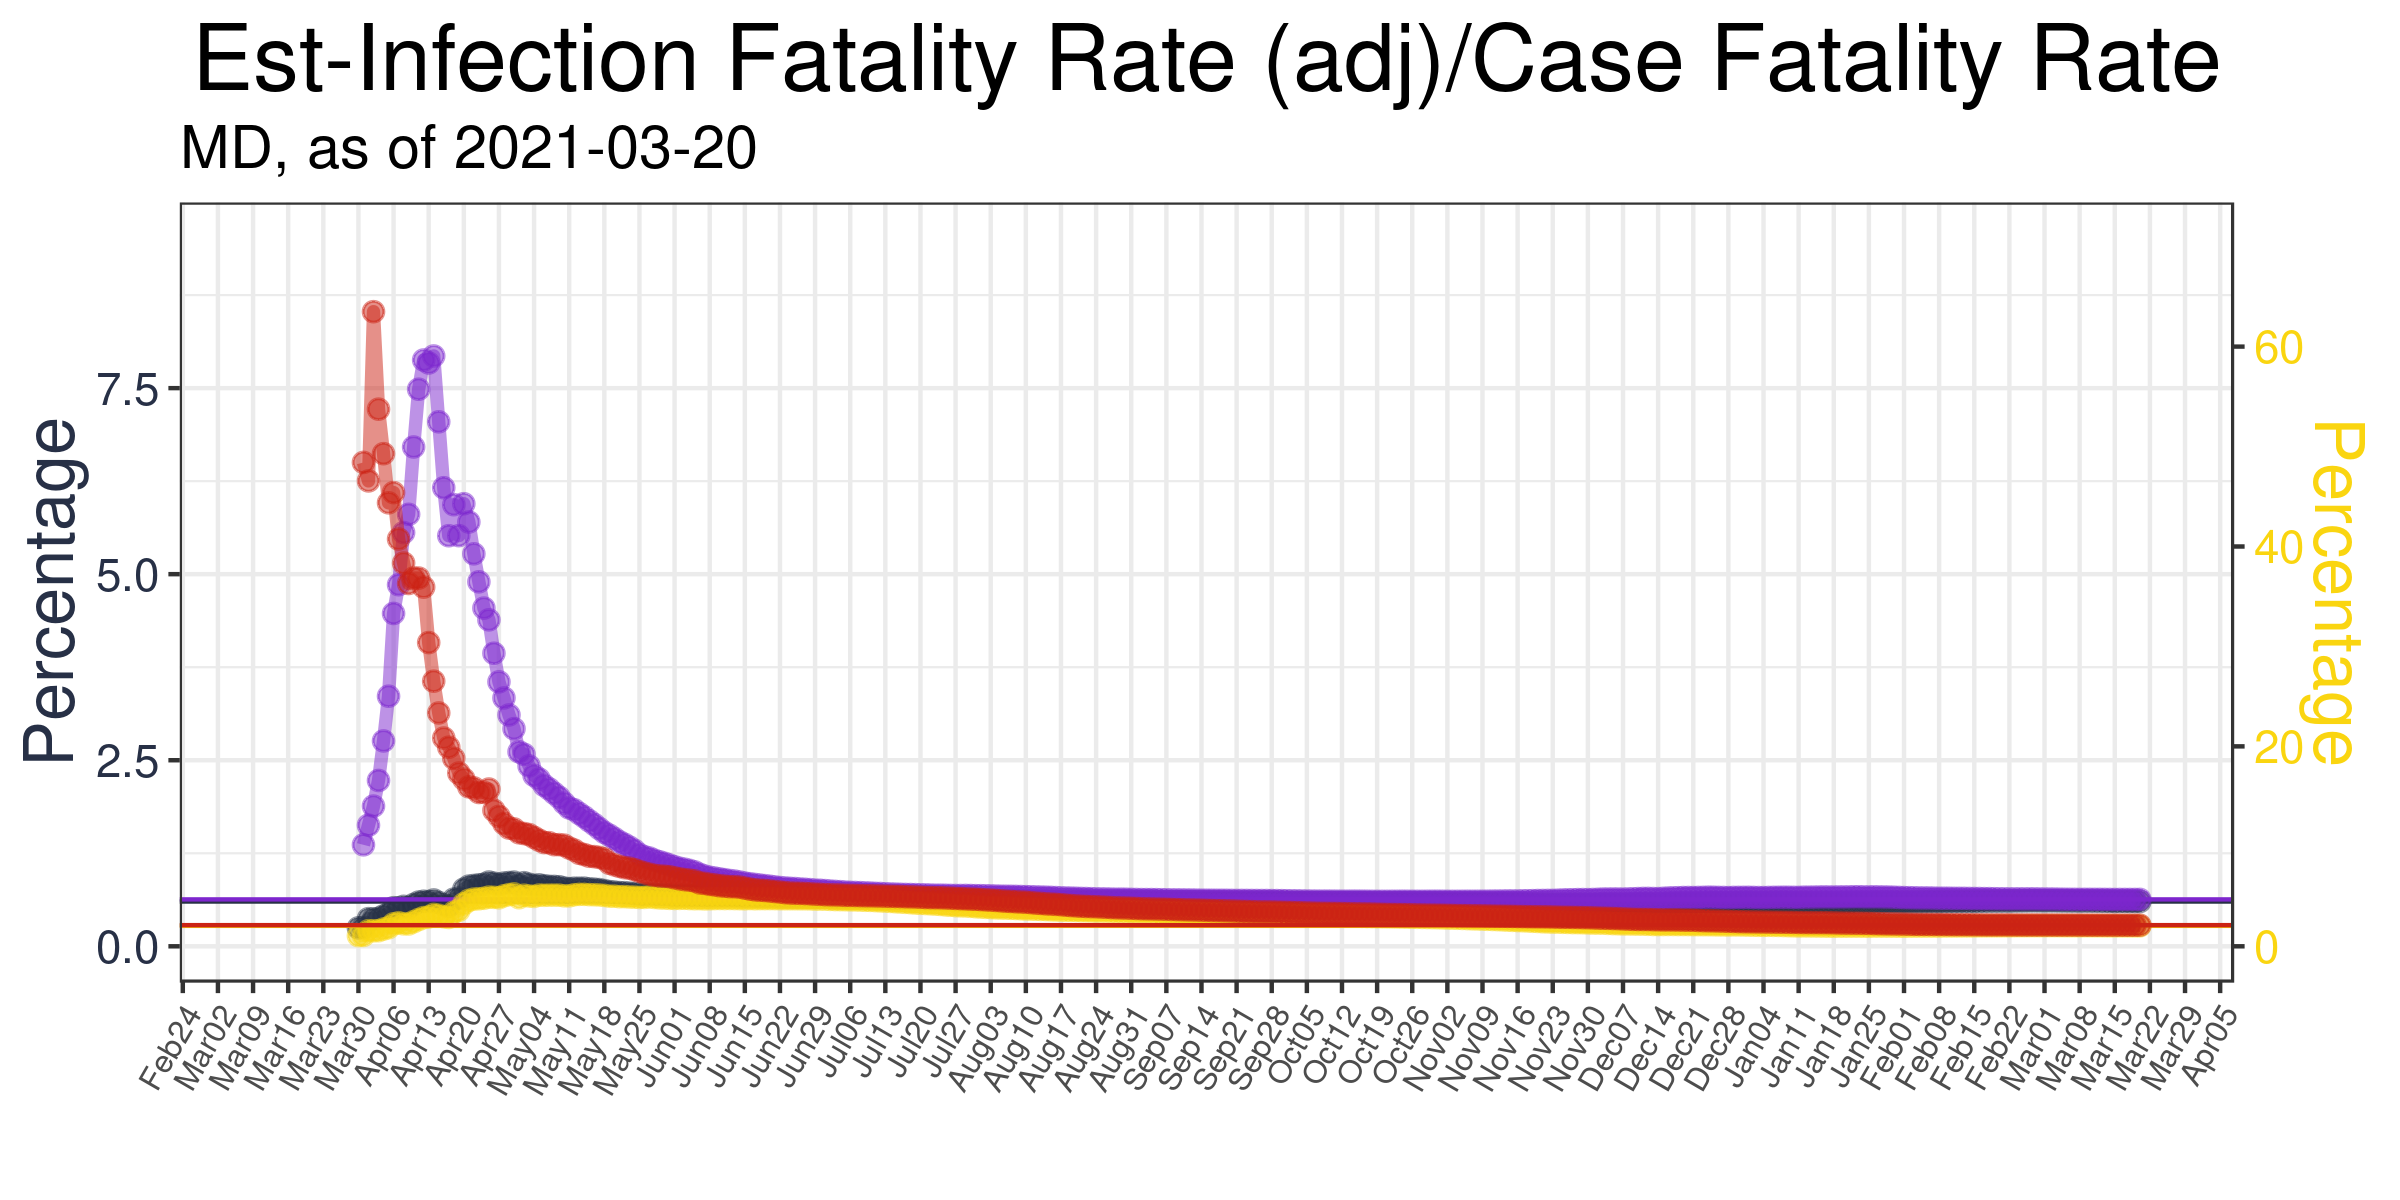 Est-Infection Fatality Rate (adj)/Case Fatality Rate
MD, as of 2021-03-20
Percentage
7.5
5.0
2.5
0.0
60
40
20
0
Percentage
Feb24
Mar02
Mar09
Mar16
Mar23
Mar30
Apr06
Apr13
Apr20
Apr27
May04
May11
May18
May25
Jun01
Jun08
Jun15
Jun22
Jun29
Jul06
Jul13
Jul20
Jul27
Aug03
Aug10
Aug17
Aug24
Aug31
Sep07
Sep14
Sep21
Sep28
Oct05
Oct12
Oct19
Oct26
Nov02
Nov09
Nov16
Nov23
Nov30
Dec07
Dec14
Dec21
Dec28
Jan04
Jan11
Jan18
Jan25
Feb01
Feb08
Feb15
Feb22
Mar01
Mar08
Mar15
Mar22
Mar29
Apr05